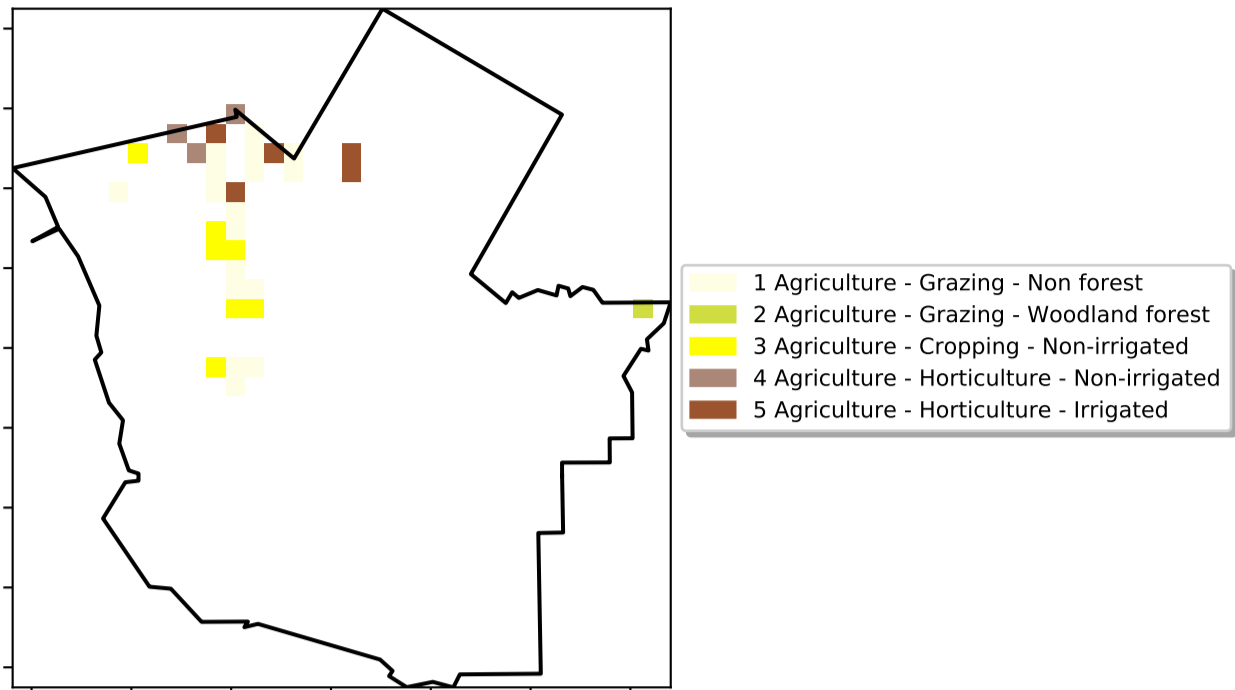 1 Agriculture - Grazing - Non forest
2 Agriculture - Grazing - Woodland forest
3 Agriculture - Cropping - Non-irrigated
4 Agriculture - Horticulture - Non-irrigated
5 Agriculture - Horticulture - Irrigated